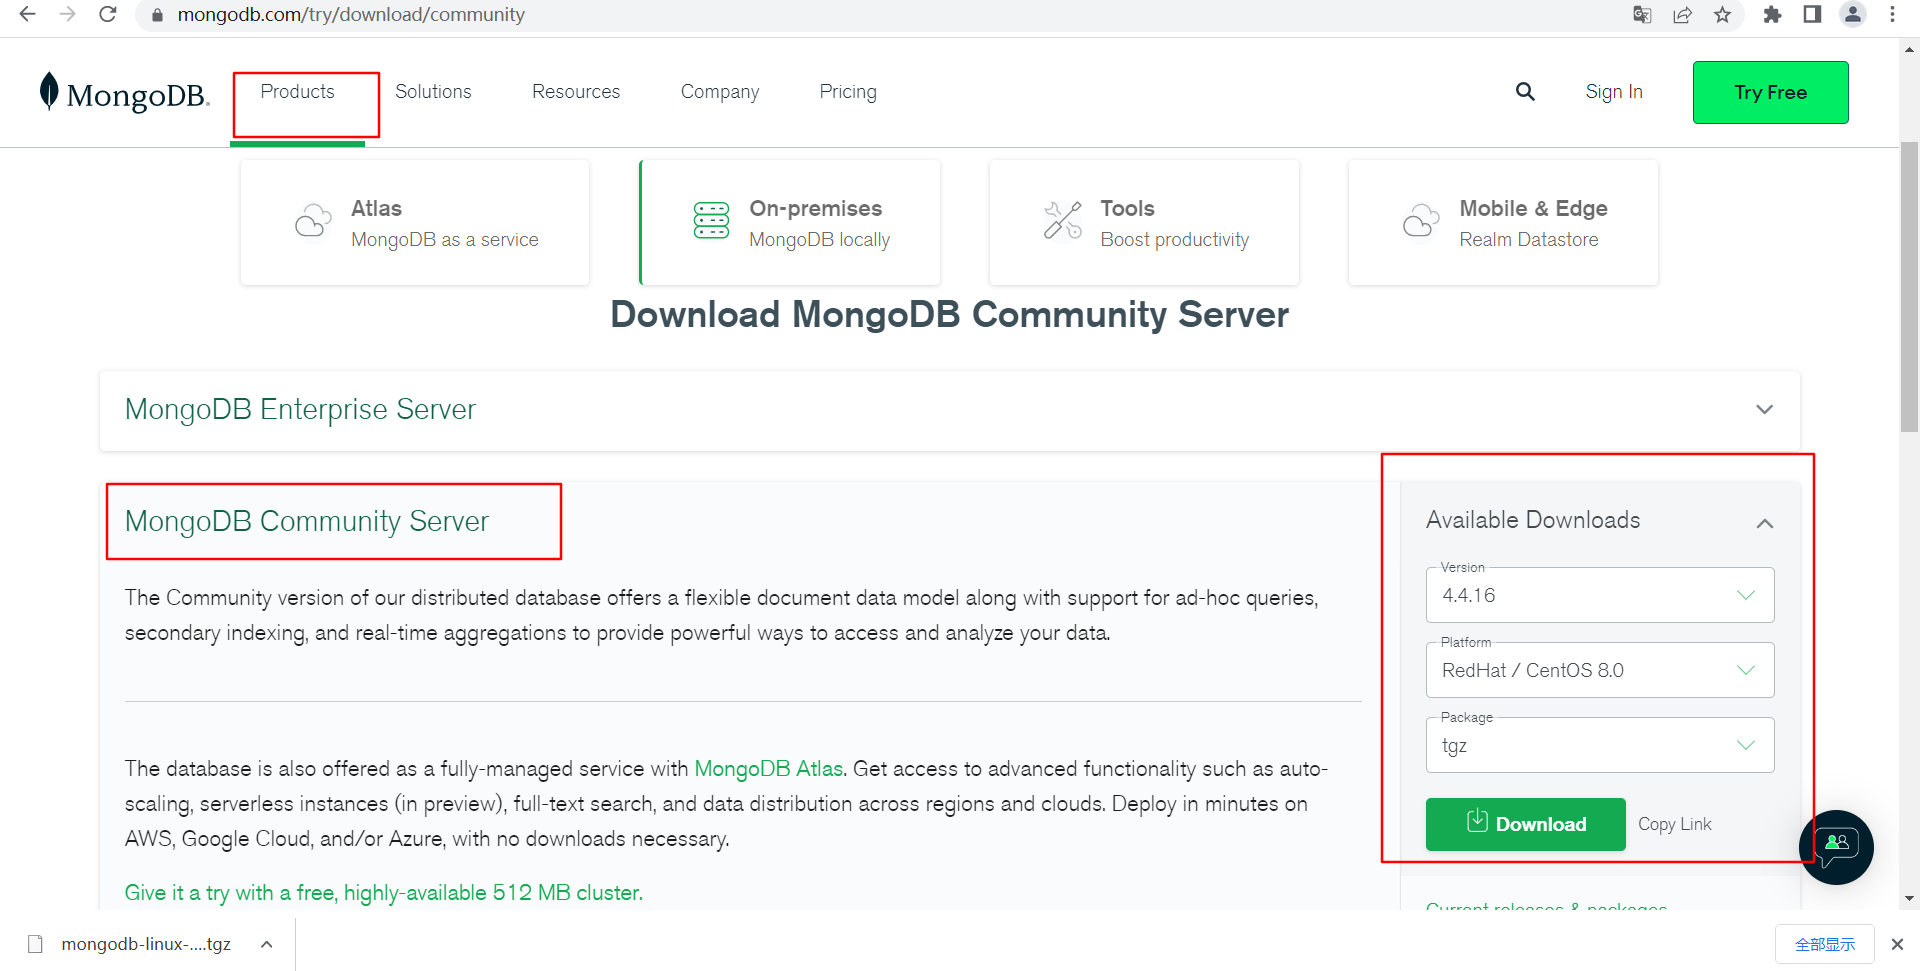 mongodb.com/try/download/community
MongoDB.
Products
Solutions
Resources
Company
Pricing
Sign In
Try Free
Atlas
MongoDB as a service
On-premises
MongoDB locally
Tools
Boost productivity
Mobile & Edge
Realm Datastore
Download MongoDB Community Server
MongoDB Enterprise Server
MongoDB Community Server
The Community version of our distributed database offers a flexible document data model along with support for ad-hoc queries,
secondary indexing, and real-time aggregations to provide powerful ways to access and analyze your data.
The database is also offered as a fully-managed service with MongoDB Atlas. Get access to advanced functionality such as auto-
scaling, serverless instances (in preview), full-text search, and data distribution across regions and clouds. Deploy in minutes on
AWS, Google Cloud, and/or Azure, with no downloads necessary.
Give it a try with a free, highly-available 512 MB cluster.
Available Downloads
Version
4.4.16
Platform
RedHat / CentOS 8.0
Package
tgz
Download
Copy Link
Current releases & packages
mongodb-linux-....tgz
全部显示